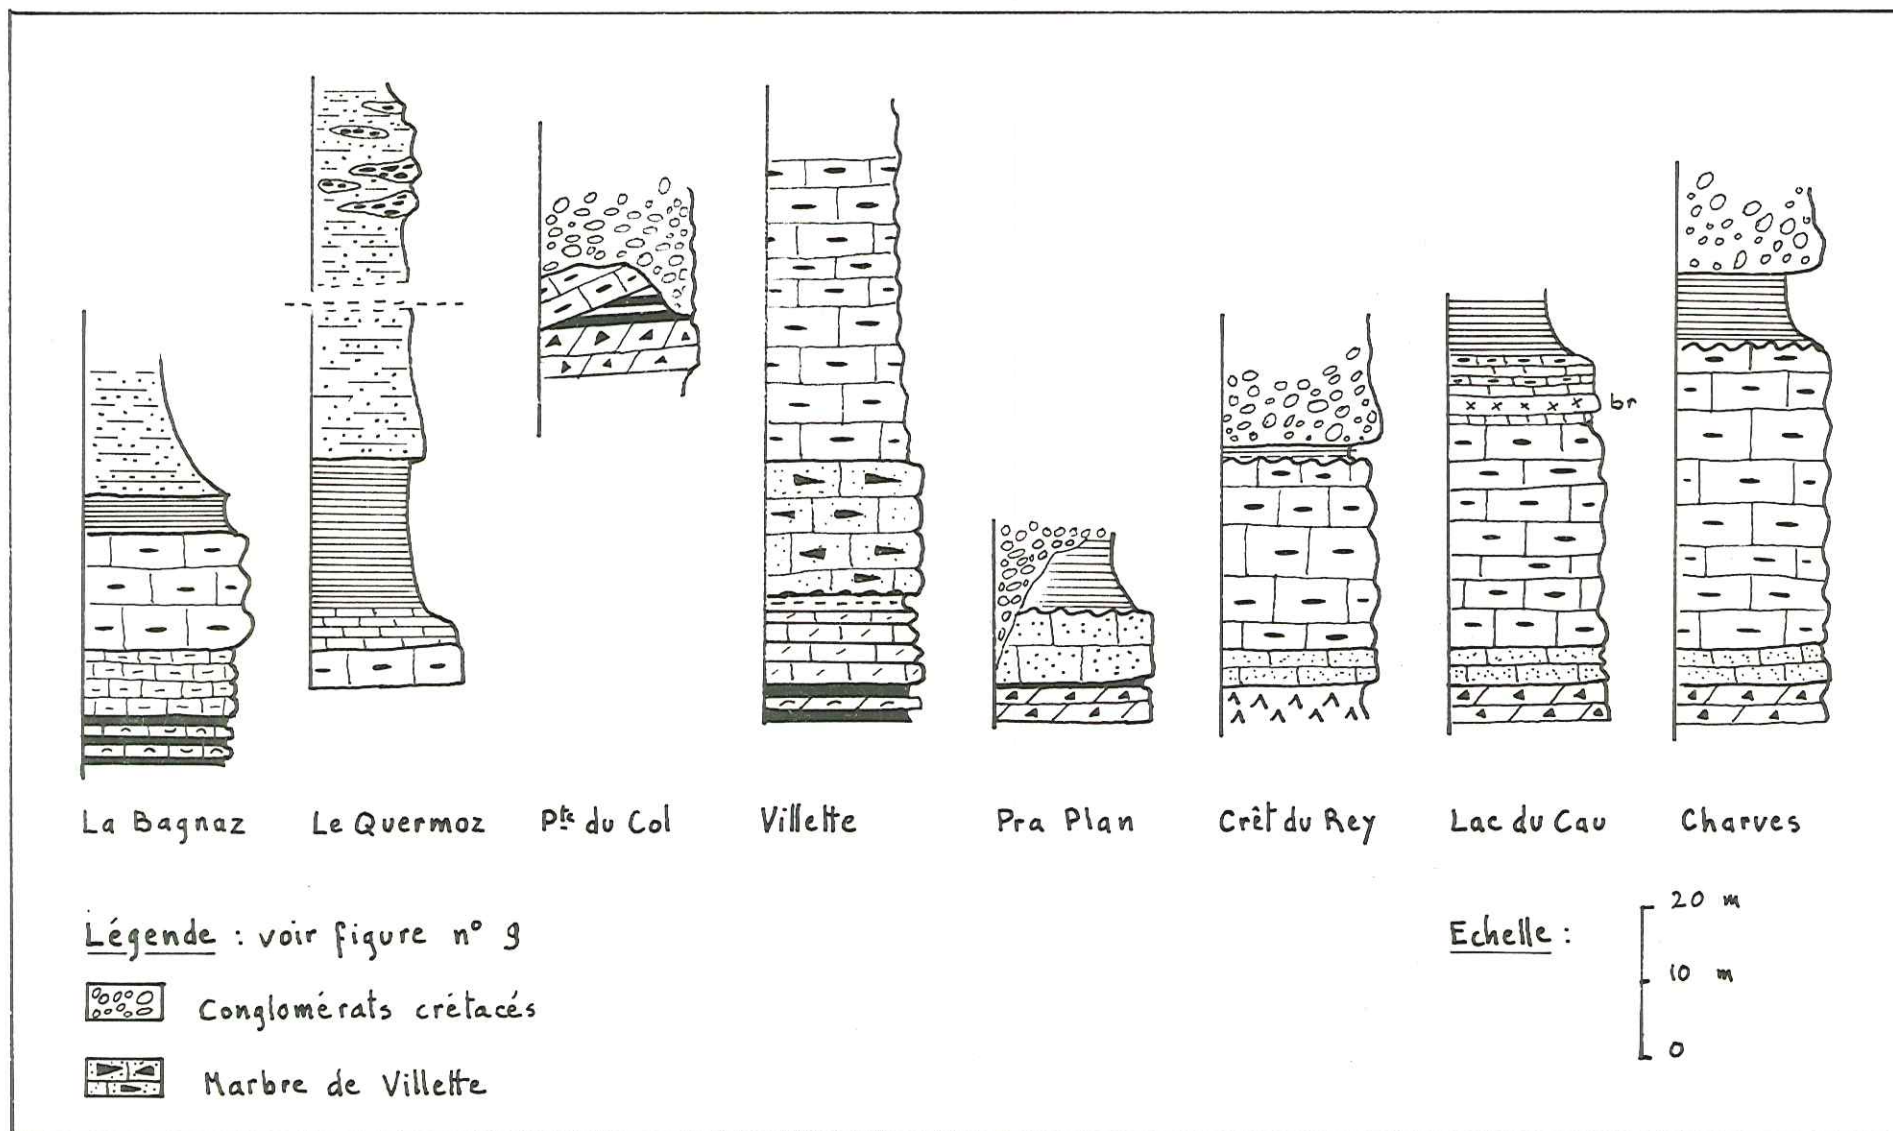 br
La Bagnaz
Le Quermoz
Pte du Col
Villette
Pra Plan
Crêt du Rey
Lac du Cau
Charves
Légende : voir figure n° 9
Conglomérats crétacés
Marbre de Villette
Echelle :
20 m
10 m
0